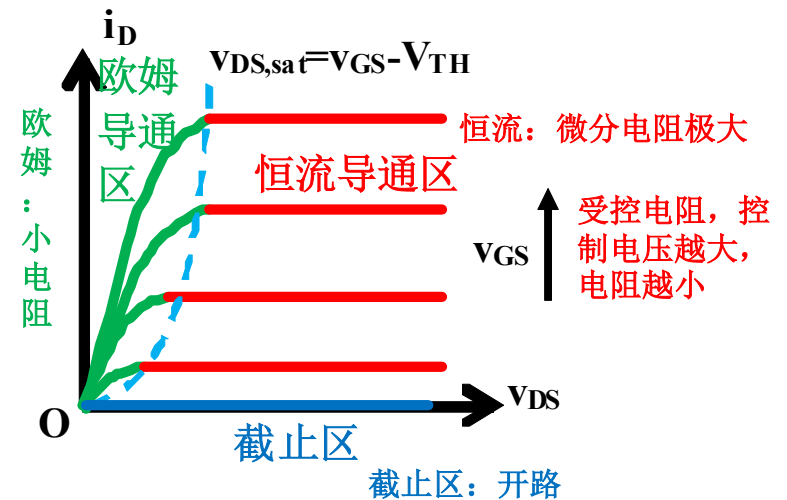 iD
vDS,sat=vGS-VTH
欧姆
导通
区
欧
姆
：
小
电
阻
恒流：微分电阻极大
恒流导通区
受控电阻，控
制电压越大，
电阻越小
vGS
vDS
O
截止区
截止区：开路